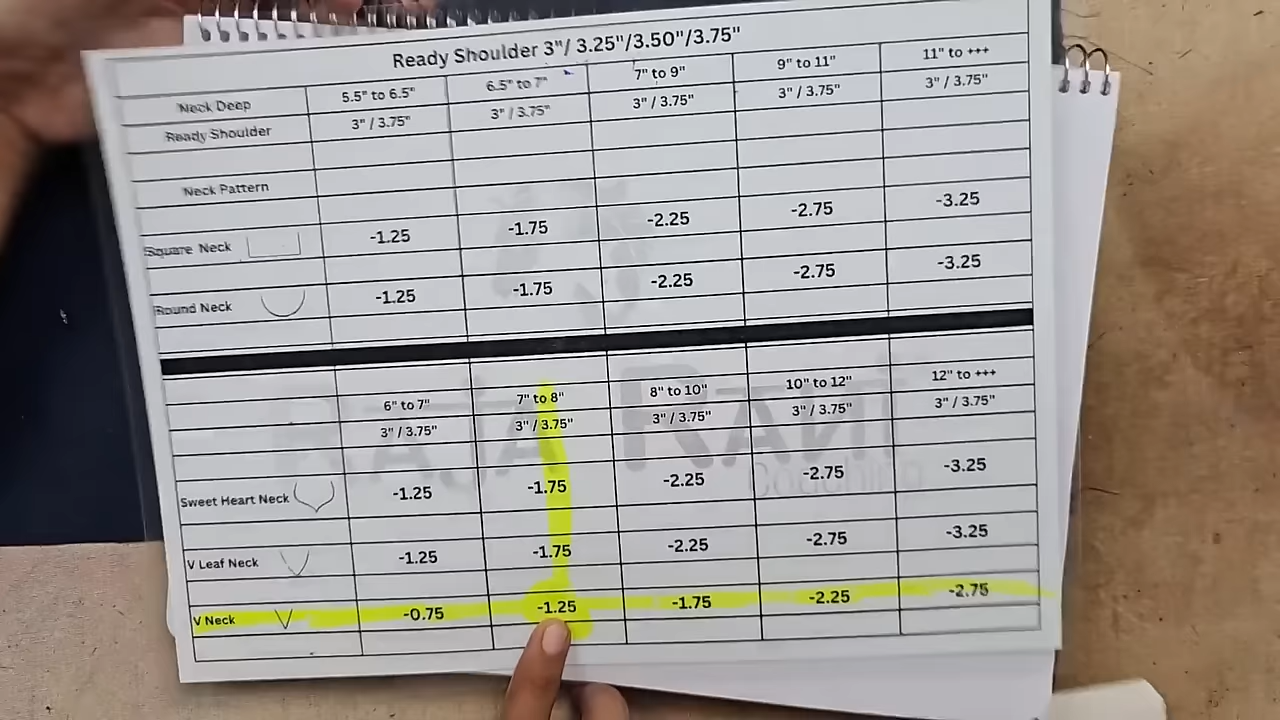 Ready Shoulder 3"/ 3.25"/3.50"/3.75"
Neck Deep 5.5" to 6.5" 6.5" to 7" 7" to 9" 9" to 11" 11" to +++
Ready Shoulder 3" / 3.75" 3" / 3.75" 3" / 3.75" 3" / 3.75" 3" / 3.75"
Neck Pattern
Square Neck -1.25 -1.75 -2.25 -2.75 -3.25
Round Neck -1.25 -1.75 -2.25 -2.75 -3.25
6" to 7" 7" to 8" 8" to 10" 10" to 12" 12" to +++
3" / 3.75" 3" / 3.75" 3" / 3.75" 3" / 3.75" 3" / 3.75"
RAJA RANI
Coaching
Sweet Heart Neck -1.25 -1.75 -2.25 -2.75 -3.25
V Leaf Neck -1.25 -1.75 -2.25 -2.75 -3.25
V Neck -0.75 -1.25 -1.75 -2.25 -2.75